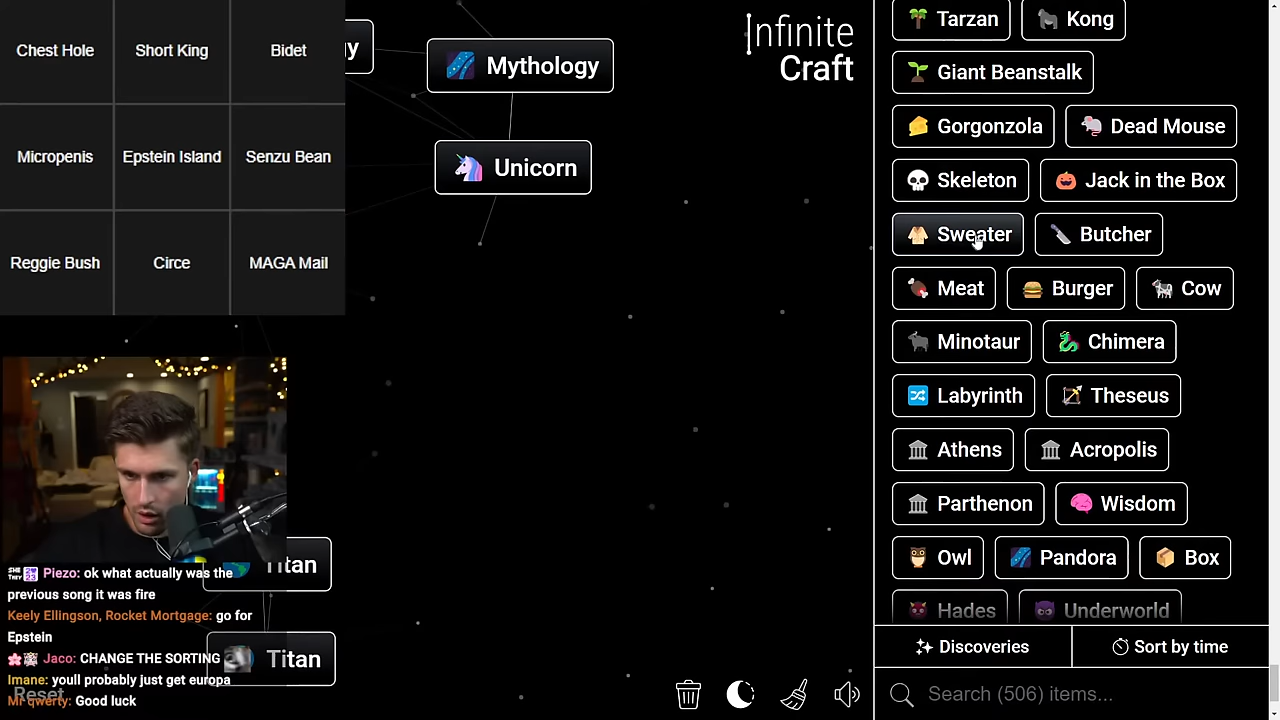 Chest Hole
Short King
Bidet
Micropenis
Epstein Island
Senzu Bean
Reggie Bush
Circe
MAGA Mail
Mythology
Unicorn
Infinite
Craft
Titan
Titan
SHE THEY 2023 Piezo: ok what actually was the
previous song it was fire
Keely Ellingson, Rocket Mortgage: go for
Epstein
Jaco: CHANGE THE SORTING
Imane: youll probably just get europa
Mr qwerty: Good luck
Reset
Tarzan
Kong
Giant Beanstalk
Gorgonzola
Dead Mouse
Skeleton
Jack in the Box
Sweater
Butcher
Meat
Burger
Cow
Minotaur
Chimera
Labyrinth
Theseus
Athens
Acropolis
Parthenon
Wisdom
Owl
Pandora
Box
Hades
Underworld
Discoveries
Sort by time
Search (506) items...